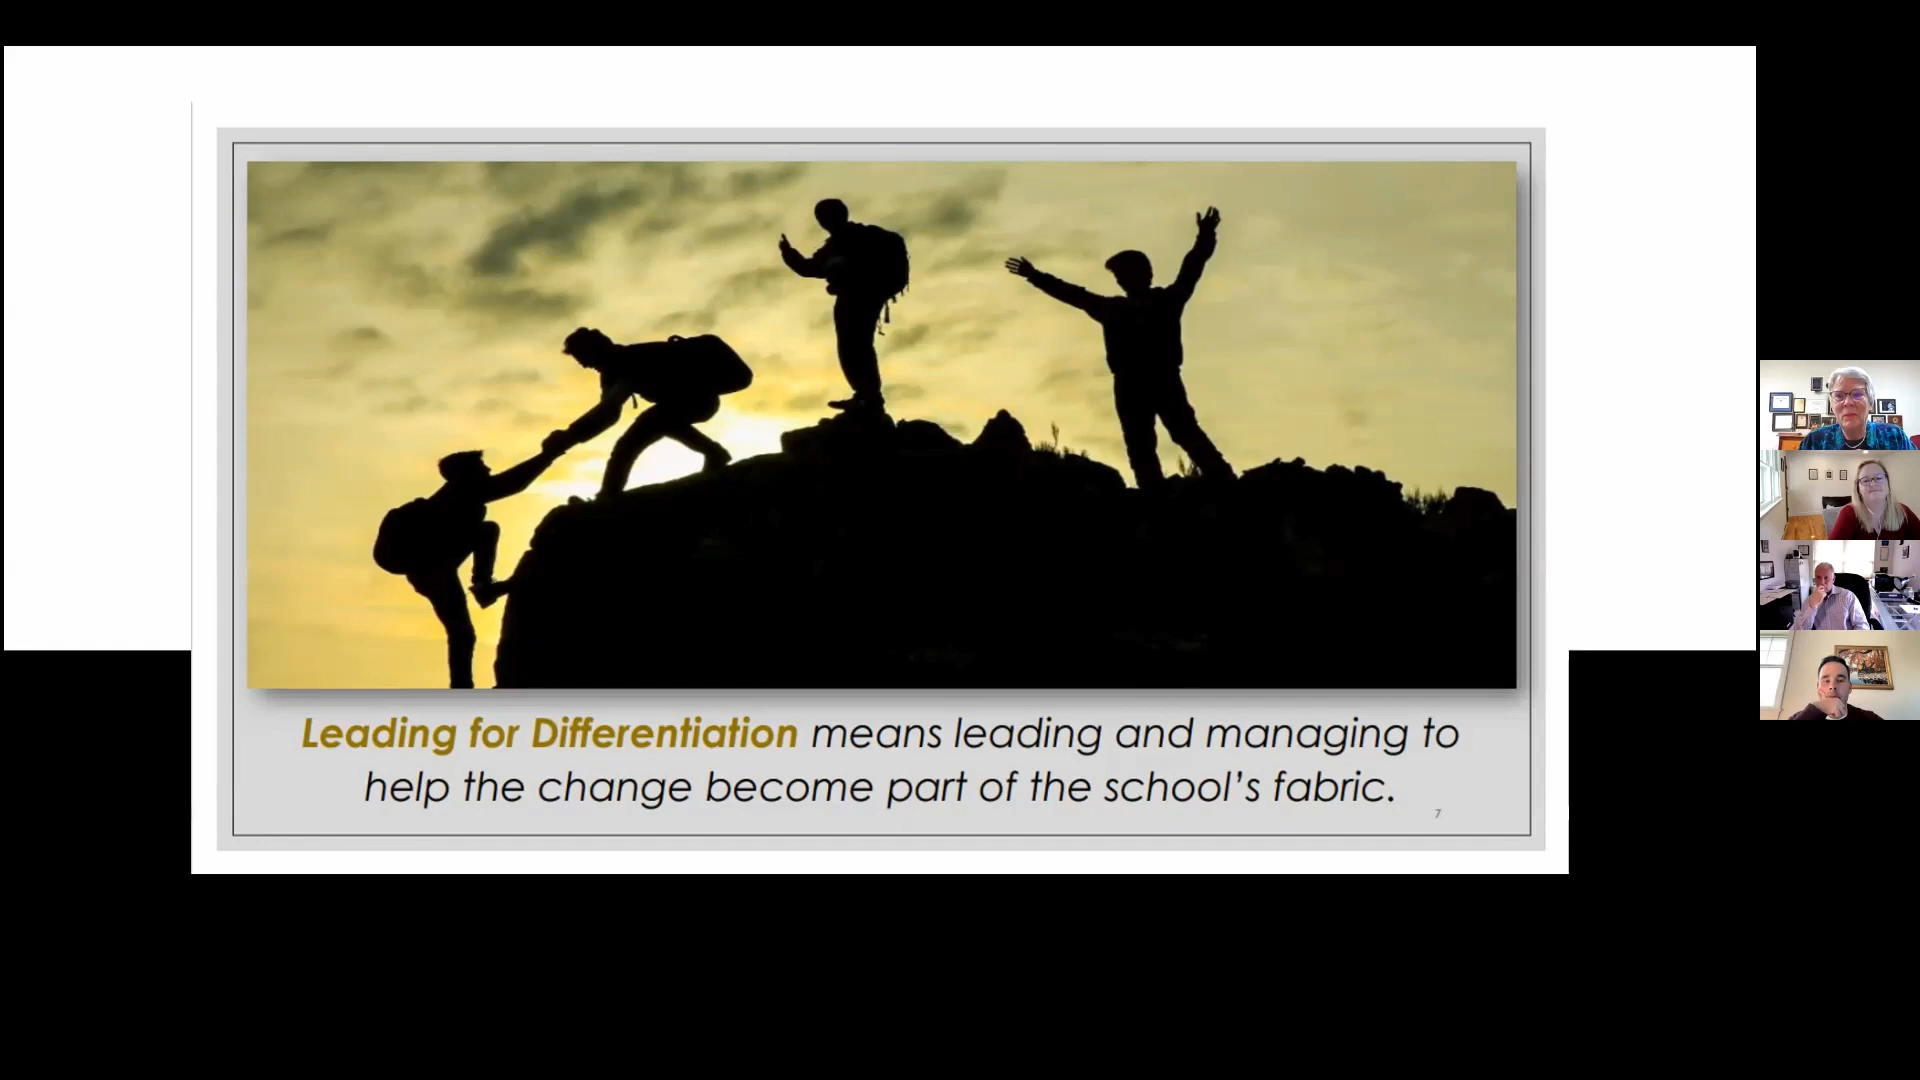 Leading for Differentiation means leading and managing to
help the change become part of the school’s fabric.
7